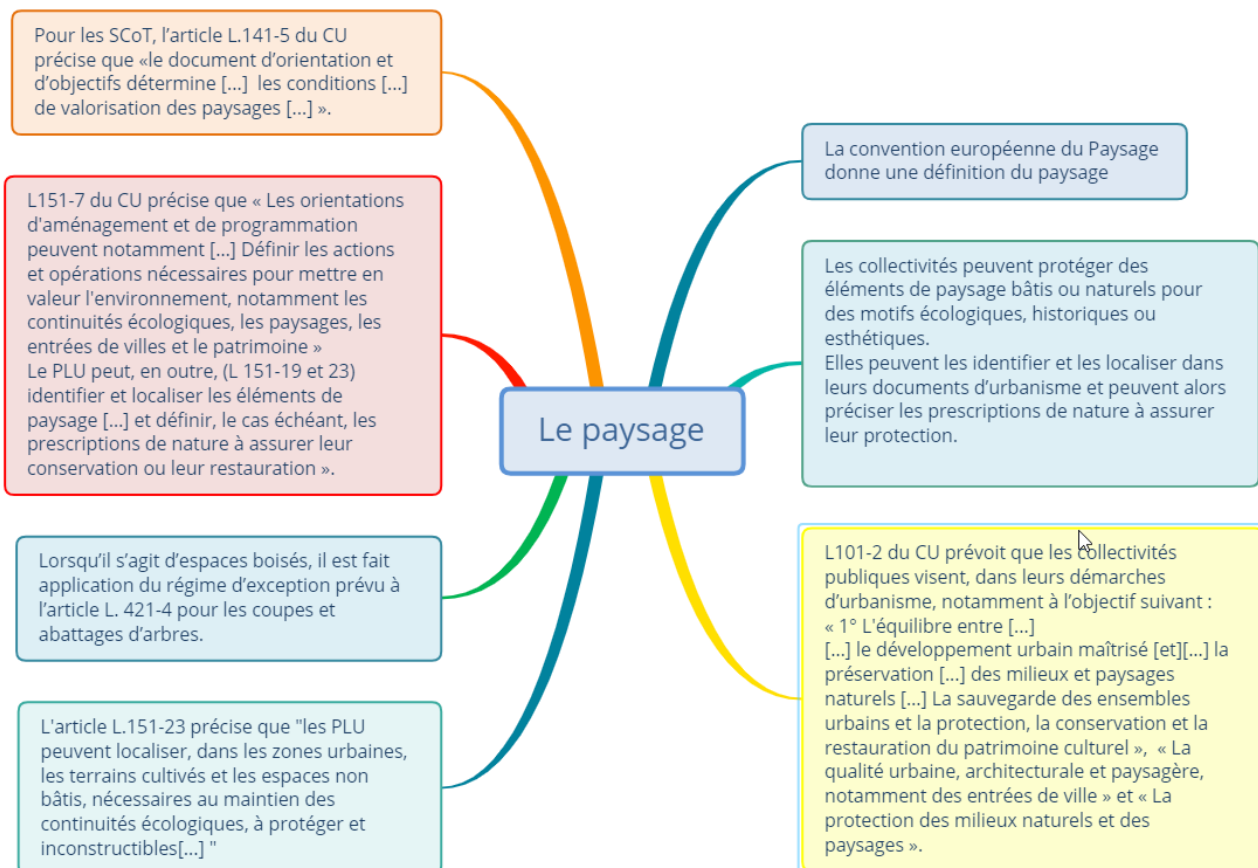 Pour les SCoT, l’article L.141-5 du CU
précise que «le document d’orientation et
d’objectifs détermine [...]  les conditions [...]
de valorisation des paysages [...] ».
L151-7 du CU précise que « Les orientations
d'aménagement et de programmation
peuvent notamment [...] Définir les actions
et opérations nécessaires pour mettre en
valeur l'environnement, notamment les
continuités écologiques, les paysages, les
entrées de villes et le patrimoine »
Le PLU peut, en outre, (L 151-19 et 23)
identifier et localiser les éléments de
paysage [...] et définir, le cas échéant, les
prescriptions de nature à assurer leur
conservation ou leur restauration ».
Lorsqu’il s’agit d’espaces boisés, il est fait
application du régime d’exception prévu à
l’article L. 421-4 pour les coupes et
abattages d’arbres.
L'article L.151-23 précise que "les PLU
peuvent localiser, dans les zones urbaines,
les terrains cultivés et les espaces non
bâtis, nécessaires au maintien des
continuités écologiques, à protéger et
inconstructibles[...] "
Le paysage
La convention européenne du Paysage
donne une définition du paysage
Les collectivités peuvent protéger des
éléments de paysage bâtis ou naturels pour
des motifs écologiques, historiques ou
esthétiques.
Elles peuvent les identifier et les localiser dans
leurs documents d’urbanisme et peuvent alors
préciser les prescriptions de nature à assurer
leur protection.
L101-2 du CU prévoit que les collectivités
publiques visent, dans leurs démarches
d’urbanisme, notamment à l’objectif suivant :
« 1° L'équilibre entre [...]
[...] le développement urbain maîtrisé [et][...] la
préservation [...] des milieux et paysages
naturels [...] La sauvegarde des ensembles
urbains et la protection, la conservation et la
restauration du patrimoine culturel »,  « La
qualité urbaine, architecturale et paysagère,
notamment des entrées de ville » et « La
protection des milieux naturels et des
paysages ».